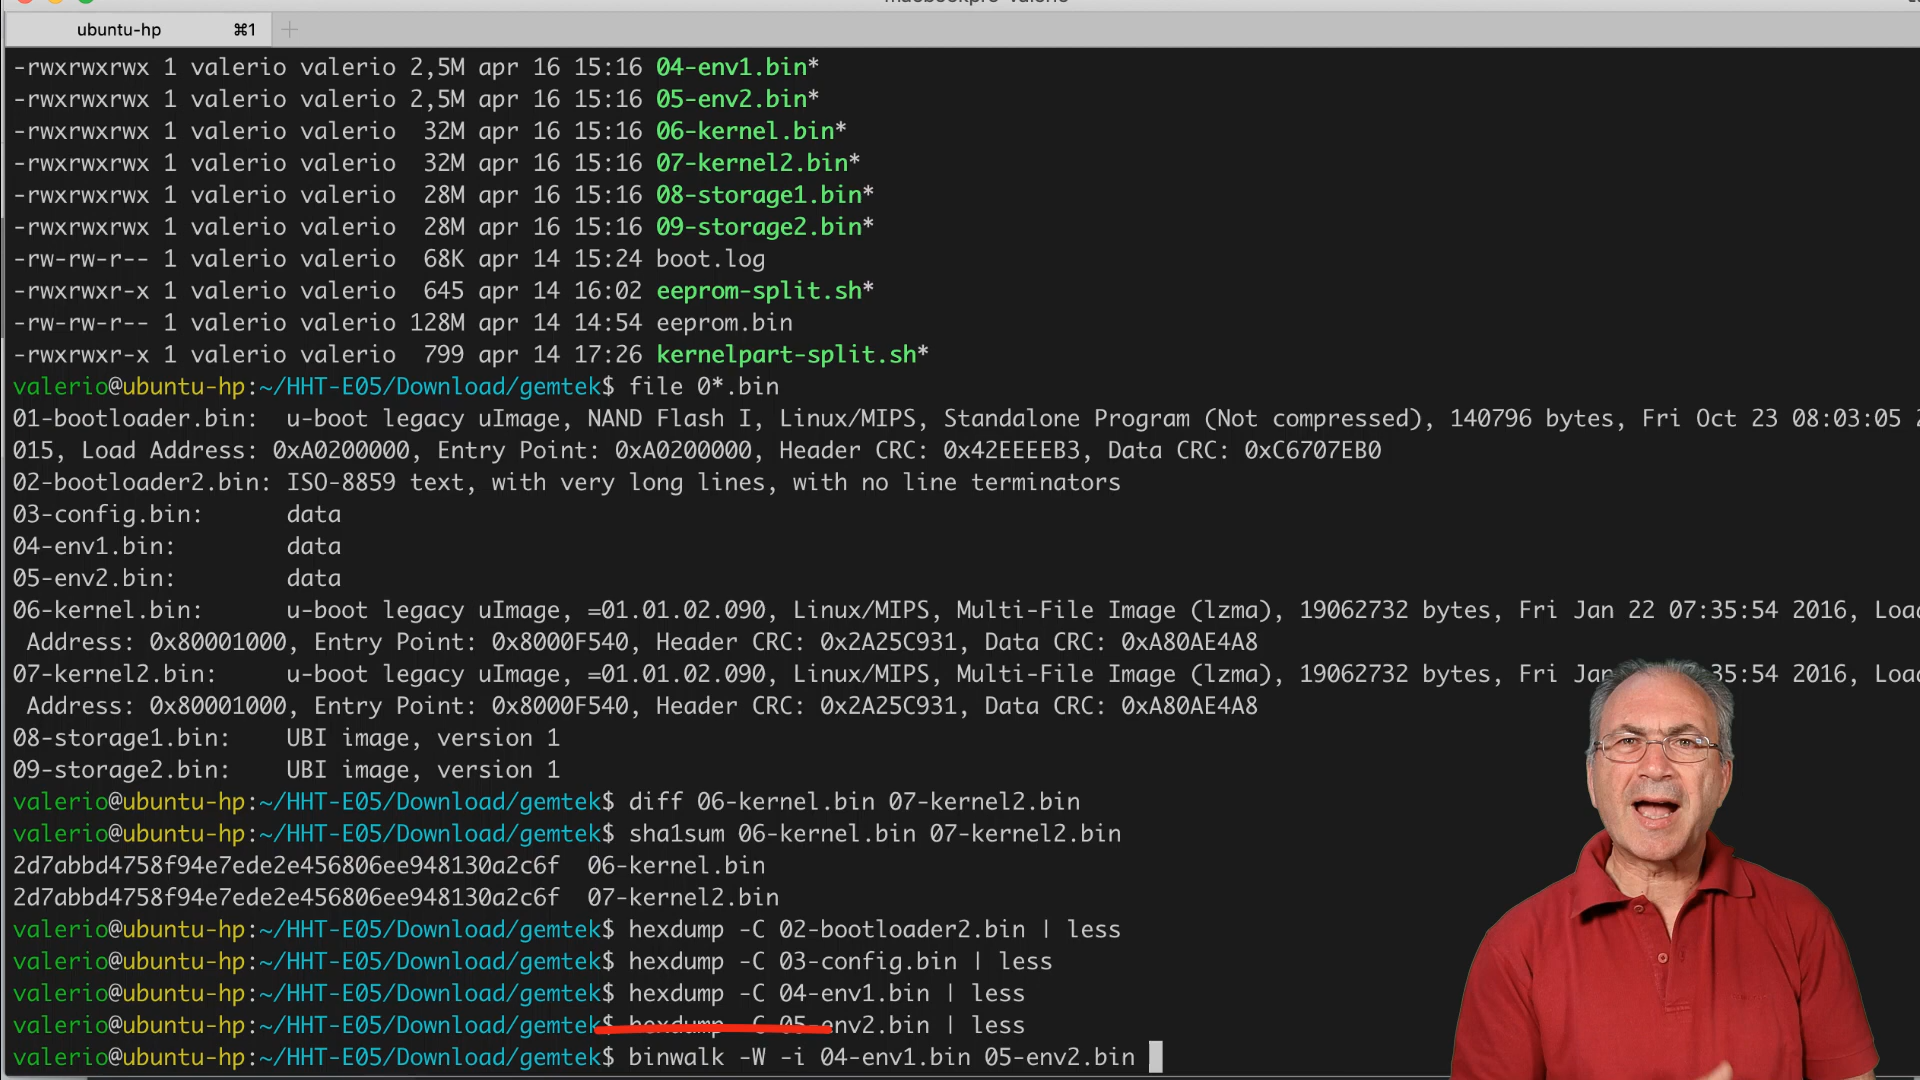 ubuntu-hp ⌘1
-rwxrwxrwx 1 valerio valerio 2,5M apr 16 15:16 04-env1.bin*
-rwxrwxrwx 1 valerio valerio 2,5M apr 16 15:16 05-env2.bin*
-rwxrwxrwx 1 valerio valerio  32M apr 16 15:16 06-kernel.bin*
-rwxrwxrwx 1 valerio valerio  32M apr 16 15:16 07-kernel2.bin*
-rwxrwxrwx 1 valerio valerio  28M apr 16 15:16 08-storage1.bin*
-rwxrwxrwx 1 valerio valerio  28M apr 16 15:16 09-storage2.bin*
-rw-rw-r-- 1 valerio valerio  68K apr 14 15:24 boot.log
-rwxrwxr-x 1 valerio valerio  645 apr 14 16:02 eeprom-split.sh*
-rw-rw-r-- 1 valerio valerio 128M apr 14 14:54 eeprom.bin
-rwxrwxr-x 1 valerio valerio  799 apr 14 17:26 kernelpart-split.sh*
valerio@ubuntu-hp:~/HHT-E05/Download/gemtek$ file 0*.bin
01-bootloader.bin:  u-boot legacy uImage, NAND Flash I, Linux/MIPS, Standalone Program (Not compressed), 140796 bytes, Fri Oct 23 08:03:05
015, Load Address: 0xA0200000, Entry Point: 0xA0200000, Header CRC: 0x42EEEEB3, Data CRC: 0xC6707EB0
02-bootloader2.bin: ISO-8859 text, with very long lines, with no line terminators
03-config.bin:      data
04-env1.bin:        data
05-env2.bin:        data
06-kernel.bin:      u-boot legacy uImage, =01.01.02.090, Linux/MIPS, Multi-File Image (lzma), 19062732 bytes, Fri Jan 22 07:35:54 2016, Loa
 Address: 0x80001000, Entry Point: 0x8000F540, Header CRC: 0x2A25C931, Data CRC: 0xA80AE4A8
07-kernel2.bin:     u-boot legacy uImage, =01.01.02.090, Linux/MIPS, Multi-File Image (lzma), 19062732 bytes, Fri 35:54 2016, Loa
 Address: 0x80001000, Entry Point: 0x8000F540, Header CRC: 0x2A25C931, Data CRC: 0xA80AE4A8
08-storage1.bin:    UBI image, version 1
09-storage2.bin:    UBI image, version 1
valerio@ubuntu-hp:~/HHT-E05/Download/gemtek$ diff 06-kernel.bin 07-kernel2.bin
valerio@ubuntu-hp:~/HHT-E05/Download/gemtek$ sha1sum 06-kernel.bin 07-kernel2.bin
2d7abbd4758f94e7ede2e456806ee948130a2c6f  06-kernel.bin
2d7abbd4758f94e7ede2e456806ee948130a2c6f  07-kernel2.bin
valerio@ubuntu-hp:~/HHT-E05/Download/gemtek$ hexdump -C 02-bootloader2.bin | less
valerio@ubuntu-hp:~/HHT-E05/Download/gemtek$ hexdump -C 03-config.bin | less
valerio@ubuntu-hp:~/HHT-E05/Download/gemtek$ hexdump -C 04-env1.bin | less
valerio@ubuntu-hp:~/HHT-E05/Download/gemtek$ hexdump -C 05-env2.bin | less
valerio@ubuntu-hp:~/HHT-E05/Download/gemtek$ binwalk -W -i 04-env1.bin 05-env2.bin